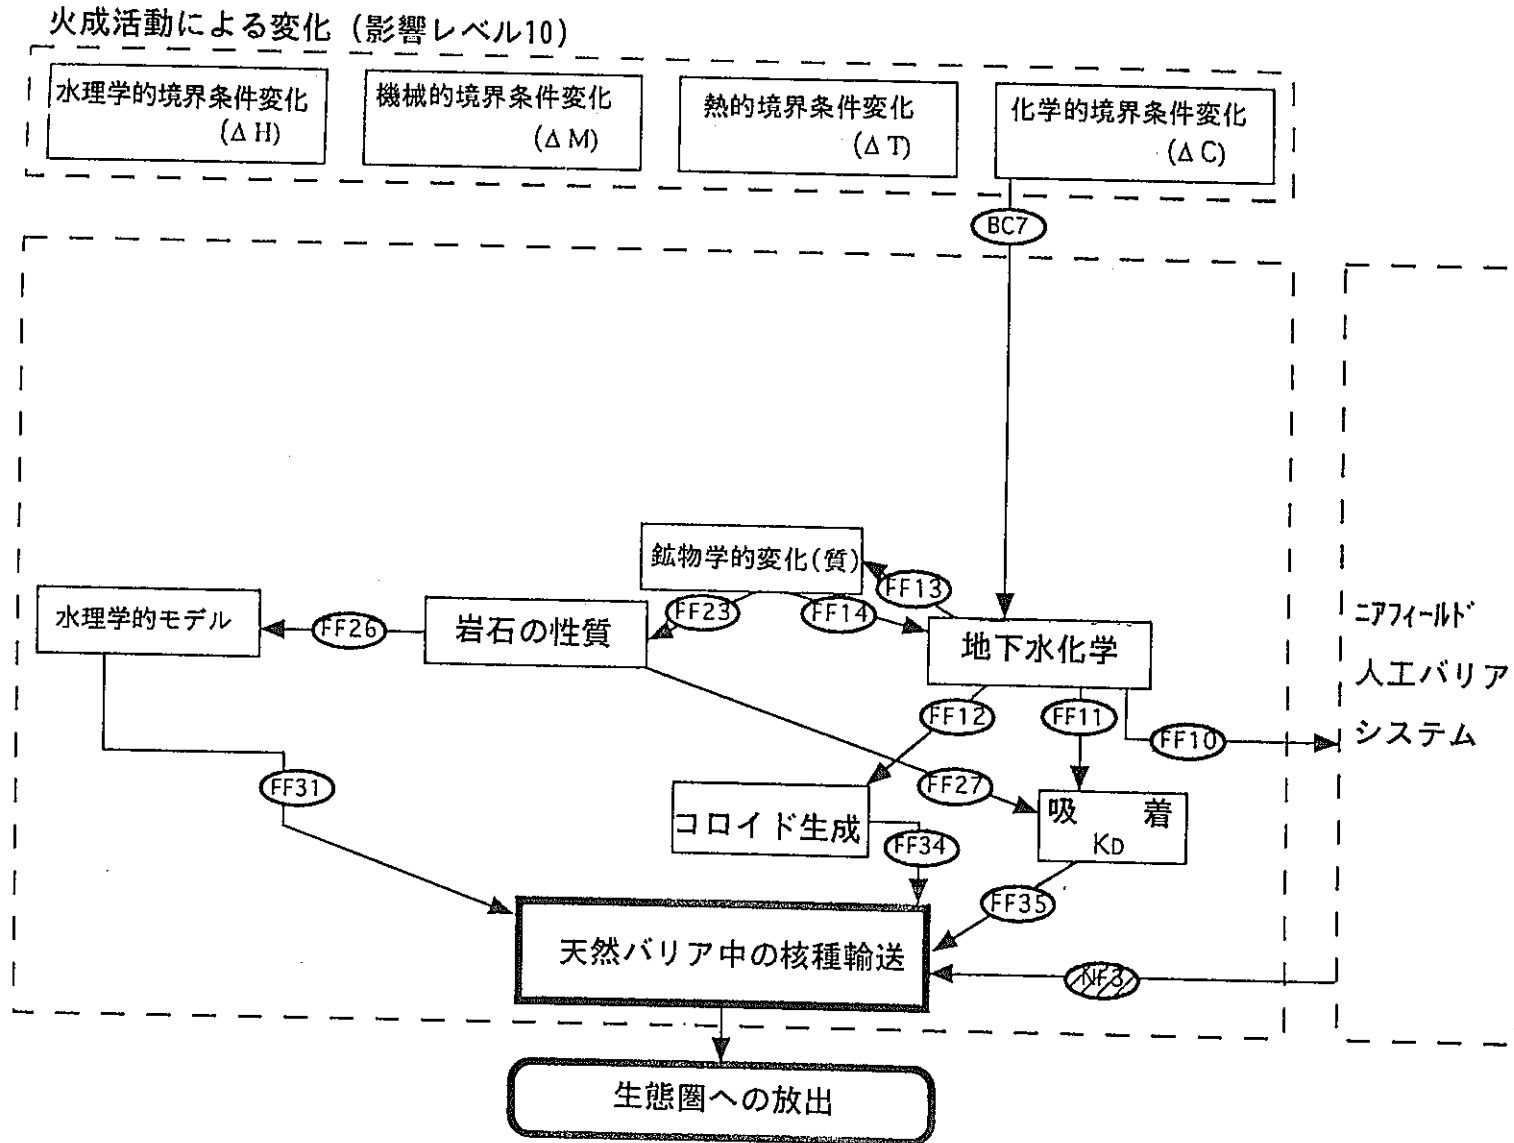 火成活動による変化 (影響レベル10)
水理学的境界条件変化
(Δ H)
機械的境界条件変化
(Δ M)
熱的境界条件変化
(Δ T)
化学的境界条件変化
(Δ C)
BC7
鉱物学的変化(質)
FF13
FF23
FF14
水理学的モデル
FF26
岩石の性質
地下水化学
FF12
FF11
FF10
ニアフィールド
人工バリア
システム
FF31
FF27
コロイド生成
FF34
吸 着
KD
FF35
天然バリア中の核種輸送
NF3
生態圏への放出